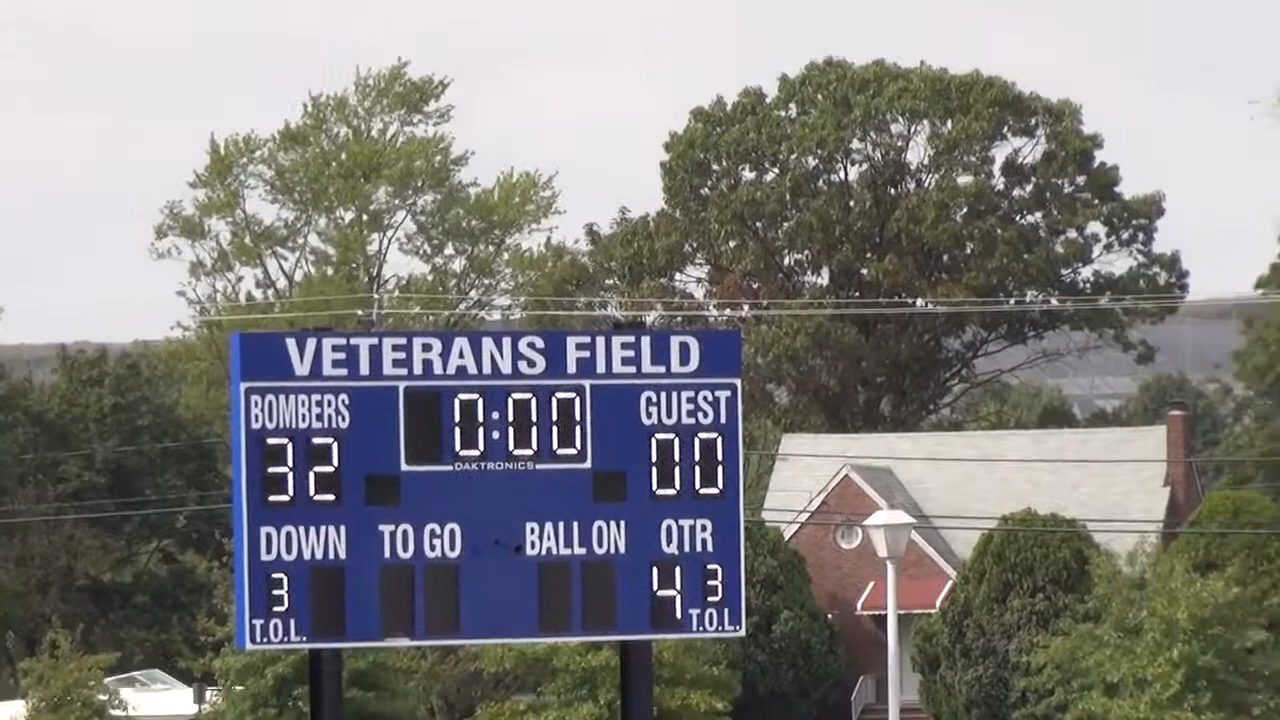 VETERANS FIELD
BOMBERS 0:00 GUEST
32 DAKTRONICS 00
DOWN TO GO BALL ON QTR
3 4 3
T.O.L. T.O.L.